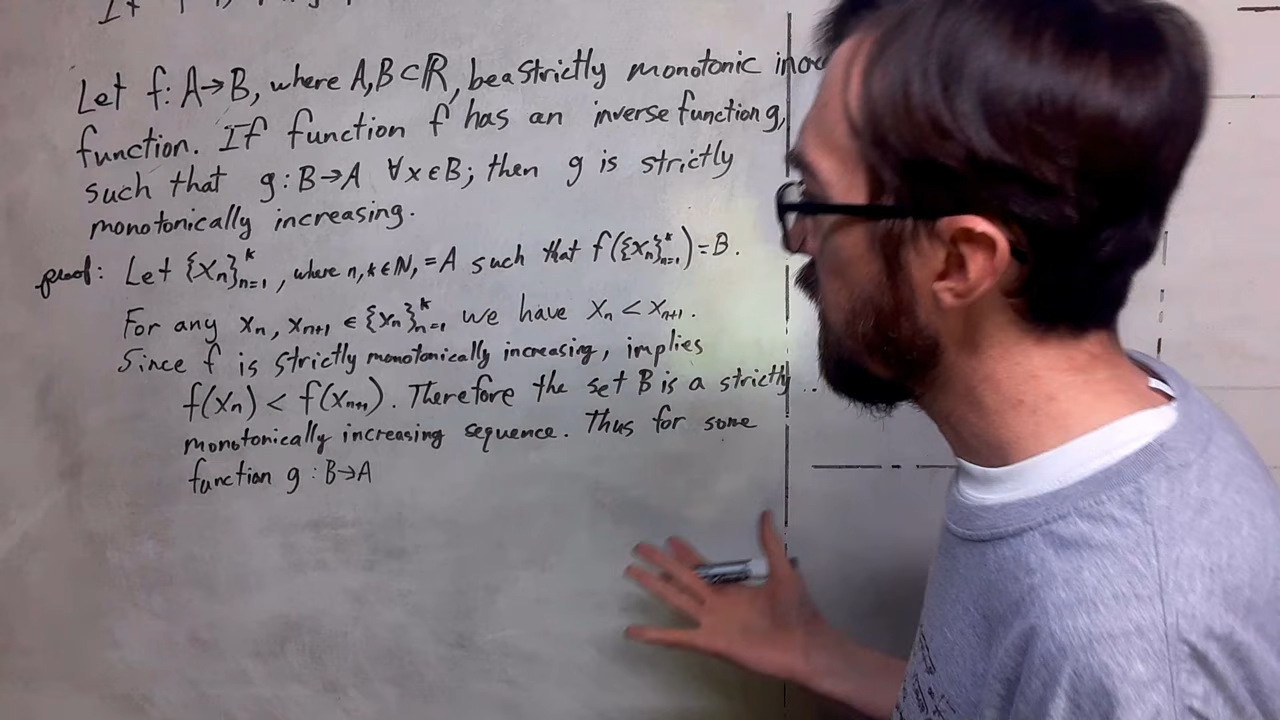 If
Let f: A→B, where A,B⊂ℝ, be a strictly monotonic incr
function. If function f has an inverse function g,
such that g: B→A ∀x∈B; then g is strictly
monotonically increasing.
proof: Let {xₙ}ᵏₙ₌₁, where n,k∈ℕ, = A such that f({xₙ}ᵏₙ₌₁) = B.
For any xₙ, xₙ₊₁ ∈ {xₙ}ᵏₙ₌₁ we have xₙ < xₙ₊₁.
Since f is strictly monotonically increasing, implies
f(xₙ) < f(xₙ₊₁). Therefore the set B is a strictly
monotonically increasing sequence. Thus for some
function g : B→A